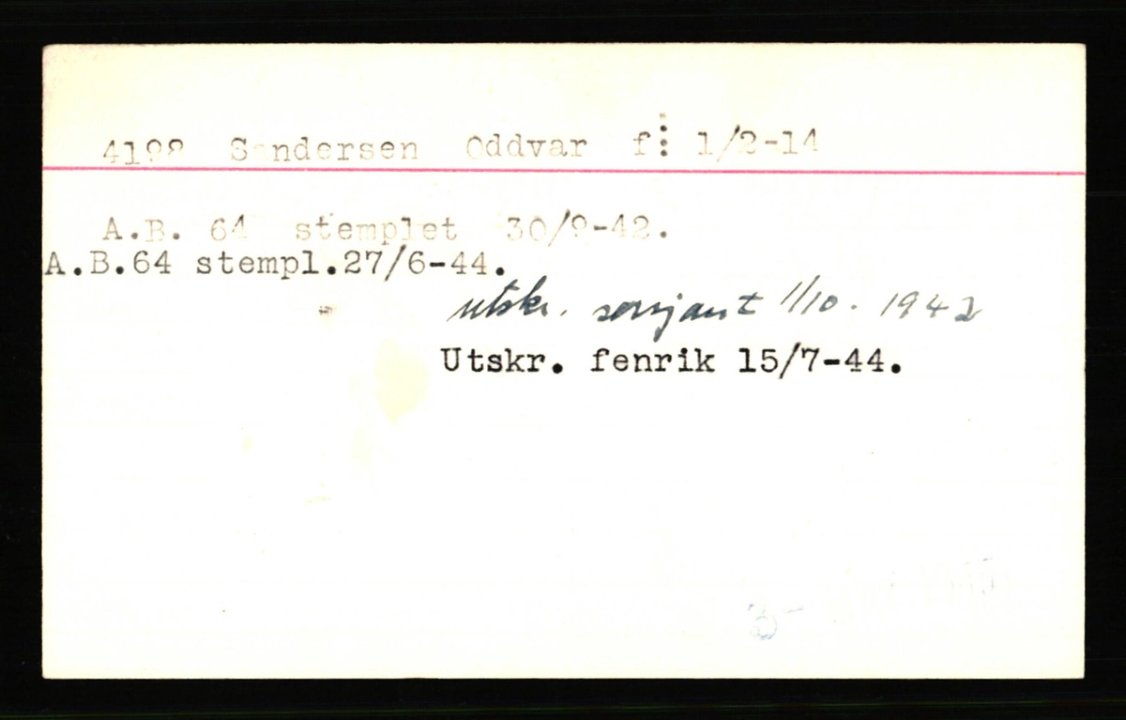 4198 Sandersen Oddvar f: 1/2-14
A.B. 64 stemplet 30/9-42.
A.B.64 stempl.27/6-44.
utskr. sersjant 1/10. 1942
Utskr. fenrik 15/7-44.